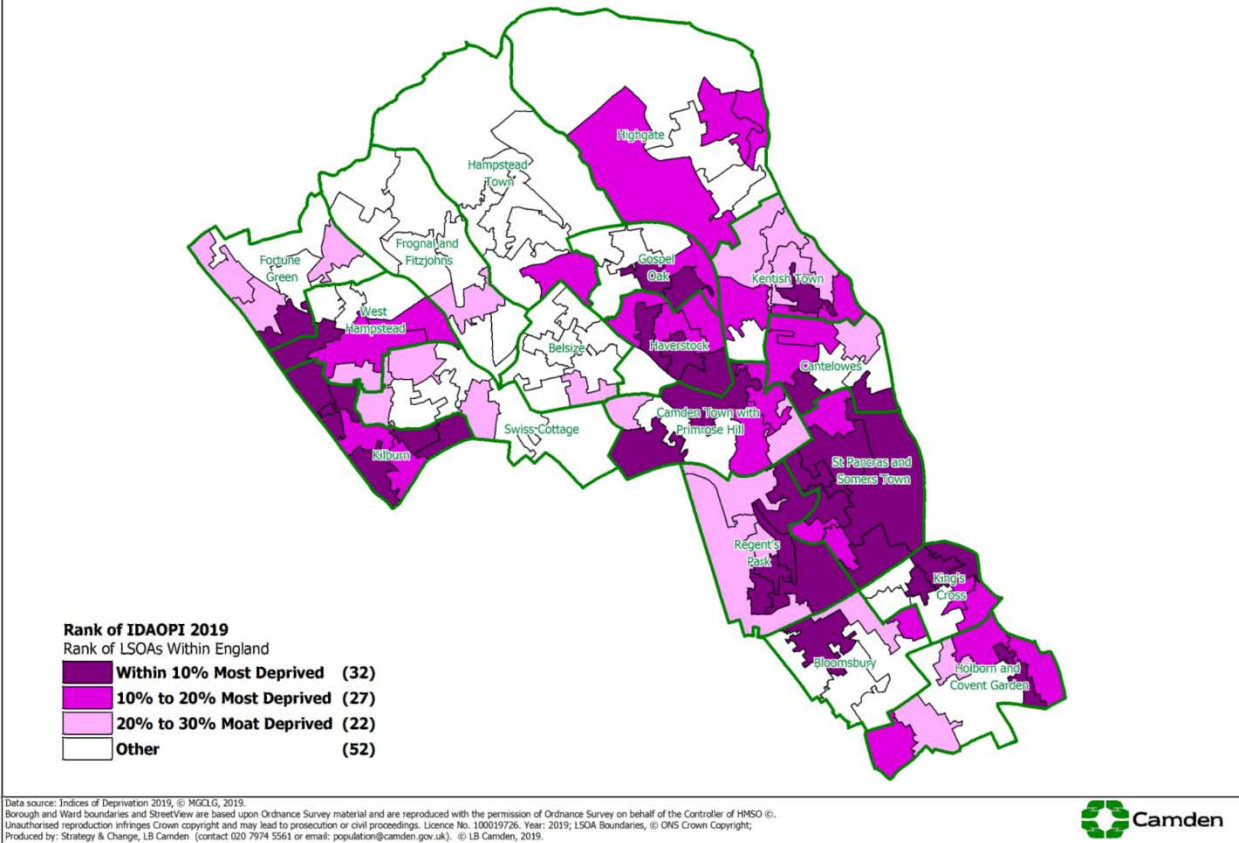 Highgate
Hampstead
Town
Frognal and
Fitzjohns
Fortune
Green
Gospel
Oak
Kentish Town
West
Hampstead
Belsize
Haverstock
Cantelowes
Camden Town with
Primrose Hill
Swiss Cottage
Kilburn
St Pancras and
Somers Town
Regent's
Park
King's
Cross
Bloomsbury
Holborn and
Covent Garden
Rank of IDAOPI 2019
Rank of LSOAs Within England
Within 10% Most Deprived (32)
10% to 20% Most Deprived (27)
20% to 30% Moat Deprived (22)
Other (52)
Data source: Indices of Deprivation 2019, © MGCLG, 2019.
Borough and Ward boundaries and StreetView are based upon Ordnance Survey material and are reproduced with the permission of Ordnance Survey on behalf of the Controller of HMSO ©.
Unauthorised reproduction infringes Crown copyright and may lead to prosecution or civil proceedings. Licence No. 100019726. Year: 2019; LSOA Boundaries, © ONS Crown Copyright;
Produced by: Strategy & Change, LB Camden (contact 020 7974 5561 or email: population@camden.gov.uk). © LB Camden, 2019.
Camden